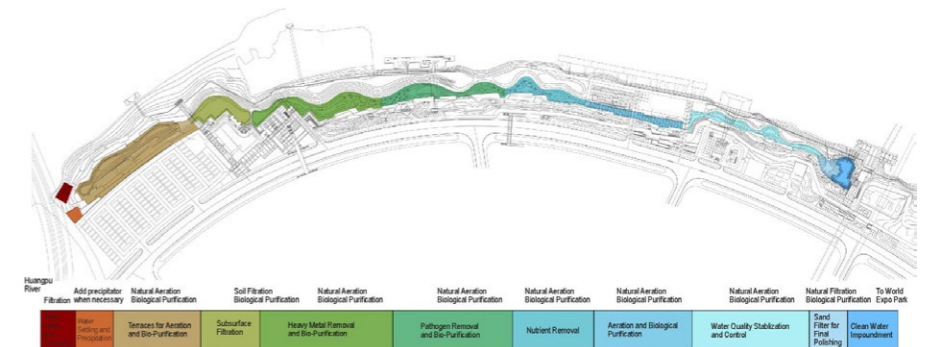 Huangpu
River
Filtration
Add precipitator
when necessary
Natural Aeration
Biological Purification
Soil Filtration
Biological Purification
Natural Aeration
Biological Purification
Natural Aeration
Biological Purification
Natural Aeration
Biological Purification
Natural Aeration
Biological Purification
Natural Aeration
Biological Purification
Natural Filtration
Biological Purification
To World
Expo Park
Water
Settling and
Precipitation
Terraces for Aeration
and Bio-Purification
Subsurface
Filtration
Heavy Metal Removal
and Bio-Purification
Pathogen Removal
and Bio-Purification
Nutrient Removal
Aeration and Biological
Purification
Water Quality Stablization
and Control
Sand
Filter for
Final
Polishing
Clean Water
Impoundment